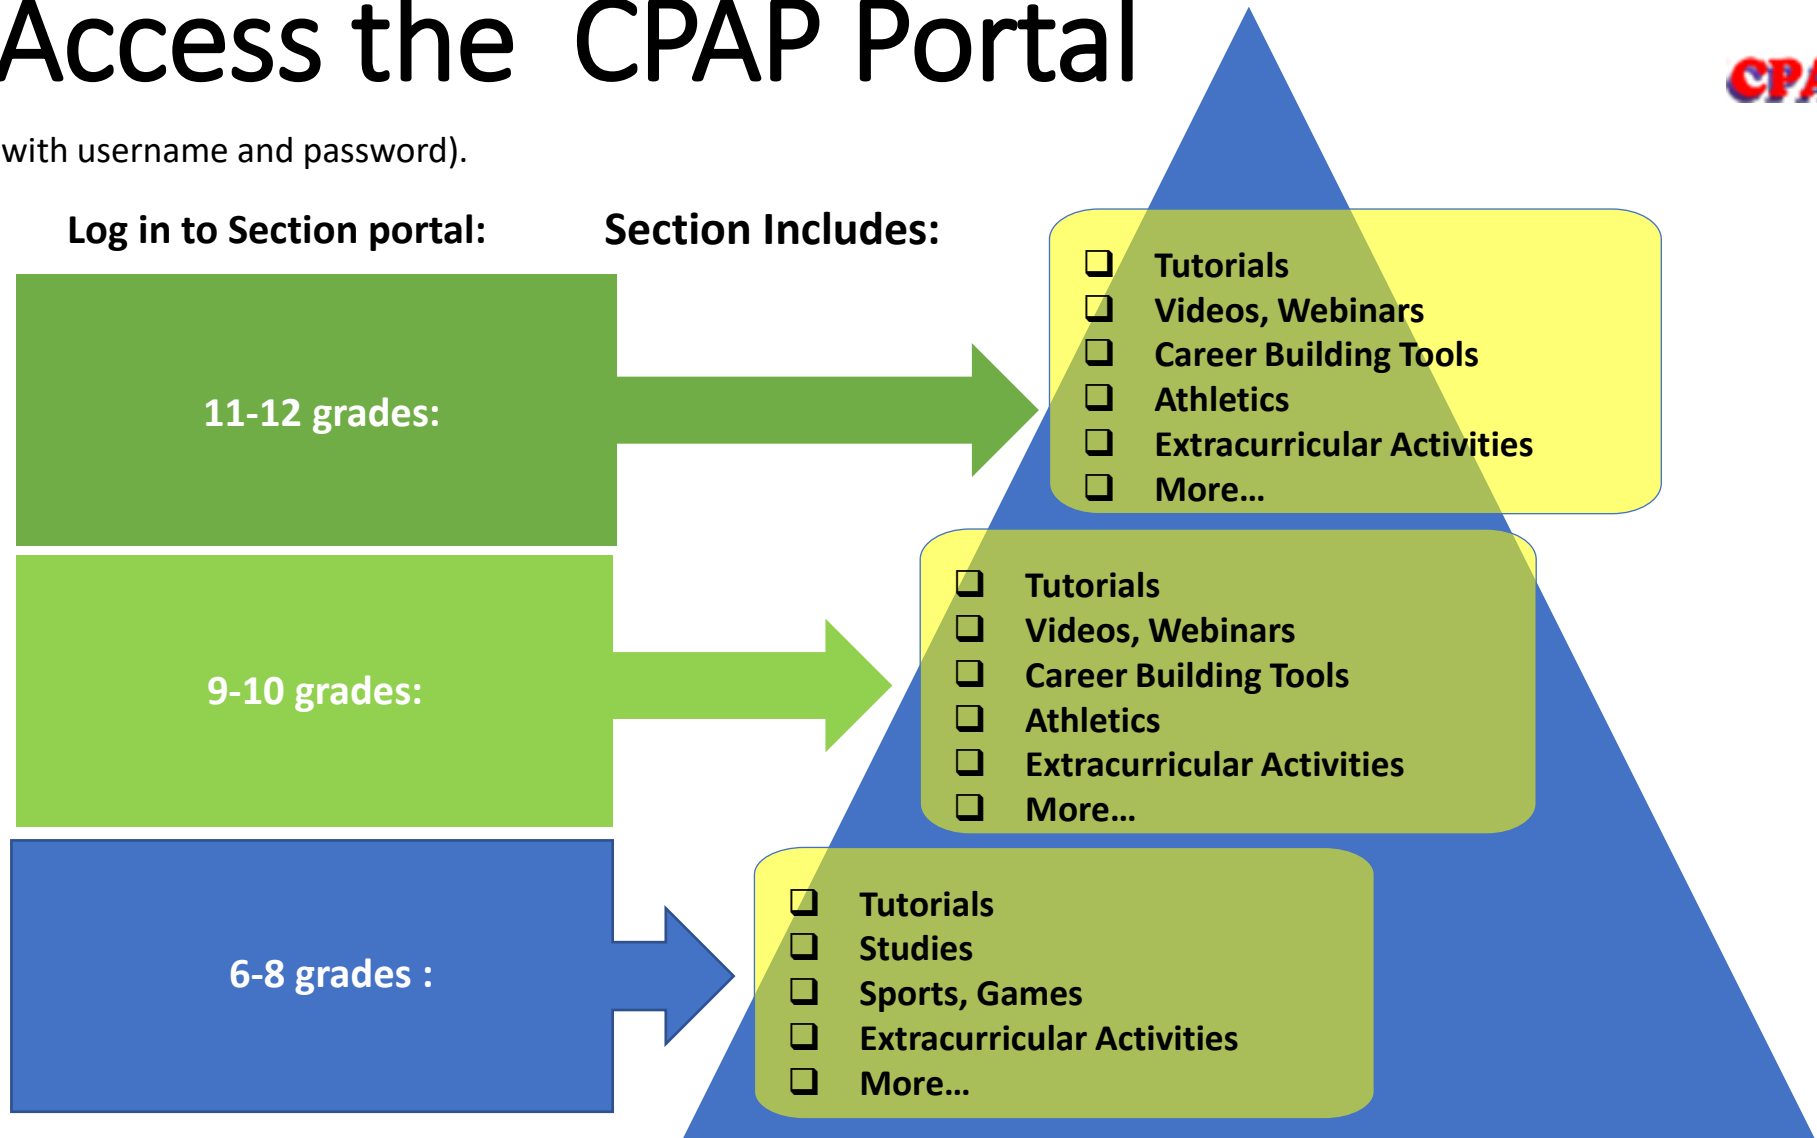 Access the CPAP Portal
CPA
with username and password).
Log in to Section portal:
Section Includes:
11-12 grades:
❑ Tutorials
❑ Videos, Webinars
❑ Career Building Tools
❑ Athletics
❑ Extracurricular Activities
❑ More...
9-10 grades:
❑ Tutorials
❑ Videos, Webinars
❑ Career Building Tools
❑ Athletics
❑ Extracurricular Activities
❑ More...
6-8 grades :
❑ Tutorials
❑ Studies
❑ Sports, Games
❑ Extracurricular Activities
❑ More...